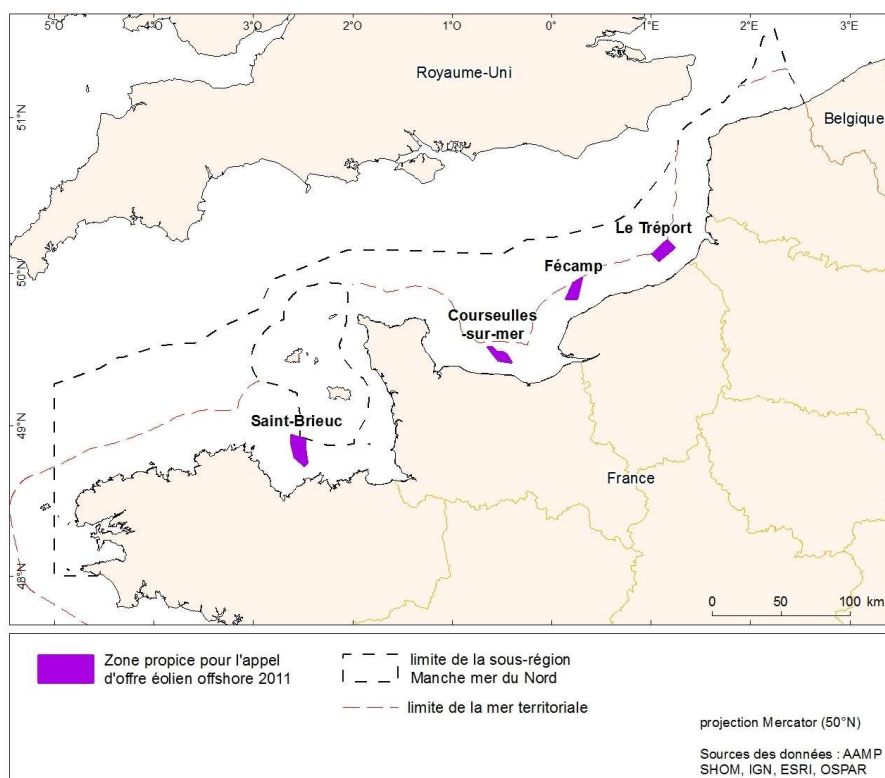 5°O
4°O
3°O
2°O
1°O
0°
1°E
2°E
3°E
51°N
50°N
49°N
48°N
Royaume-Uni
Belgique
Le Tréport
Fécamp
Courseulles
-sur-mer
Saint-Brieuc
France
0 50 100 km
Zone propice pour l'appel
d'offre éolien offshore 2011
limite de la sous-région
Manche mer du Nord
limite de la mer territoriale
projection Mercator (50°N)
Sources des données : AAMP
SHOM, IGN, ESRI, OSPAR